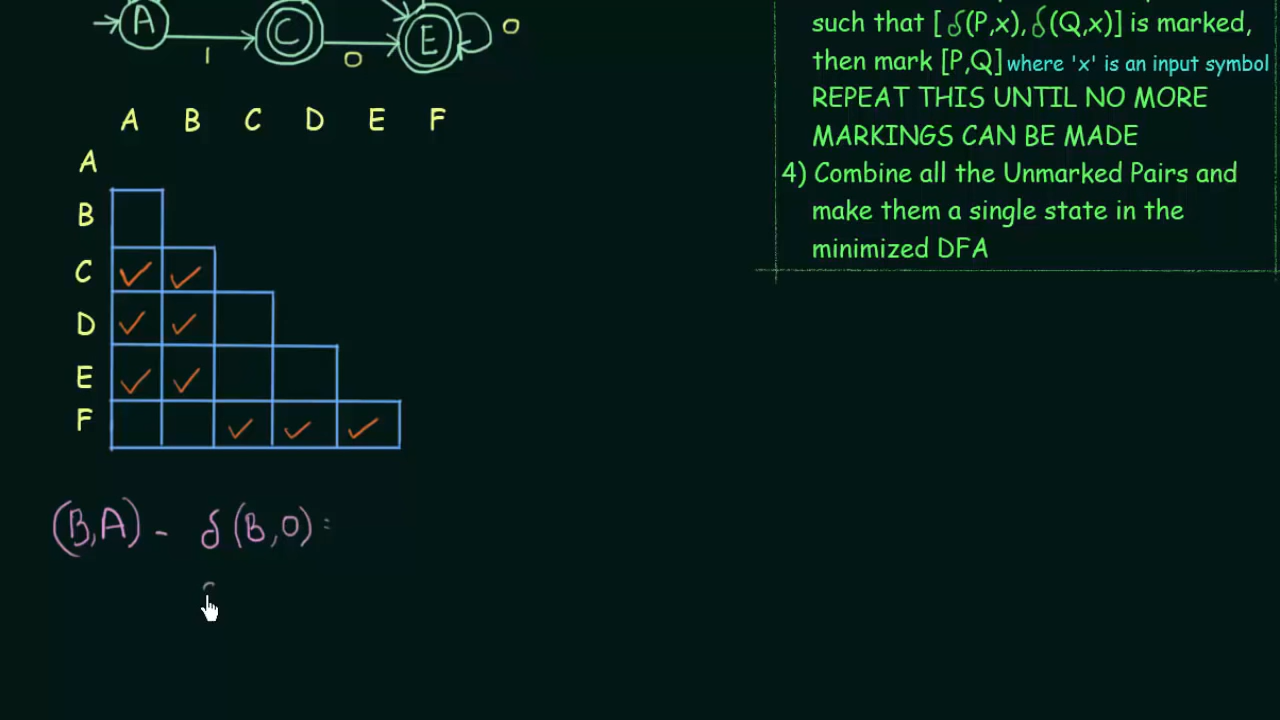 such that [ δ(P,x), δ(Q,x)] is marked,
then mark [P,Q] where 'x' is an input symbol
REPEAT THIS UNTIL NO MORE
MARKINGS CAN BE MADE
4) Combine all the Unmarked Pairs and
make them a single state in the
minimized DFA
A C E 0
1 0
A B C D E F
A
B
C ✓ ✓
D ✓ ✓
E ✓ ✓
F ✓ ✓ ✓
(B,A) - δ (B,0) :